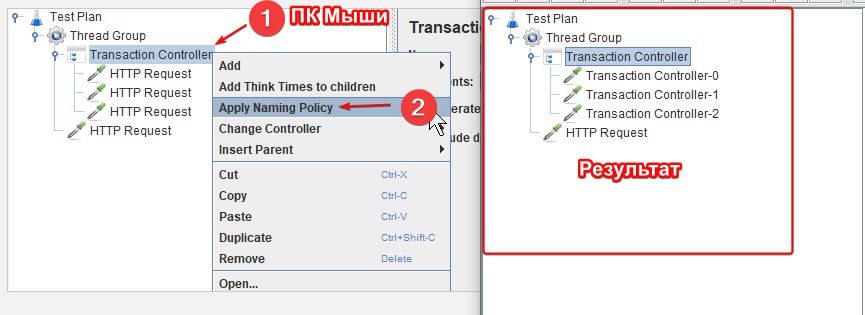 1 ПК Мыши
Test Plan
Thread Group
Transaction Controller
HTTP Request
HTTP Request
HTTP Request
HTTP Request
Transaction
Add
Add Think Times to children
Apply Naming Policy
2
Change Controller
Insert Parent
Cut Ctrl-X
Copy Ctrl-C
Paste Ctrl-V
Duplicate Ctrl+Shift-C
Remove Delete
Open...
ents:
erate
ude d
Test Plan
Thread Group
Transaction Controller
Transaction Controller-0
Transaction Controller-1
Transaction Controller-2
HTTP Request
Результат